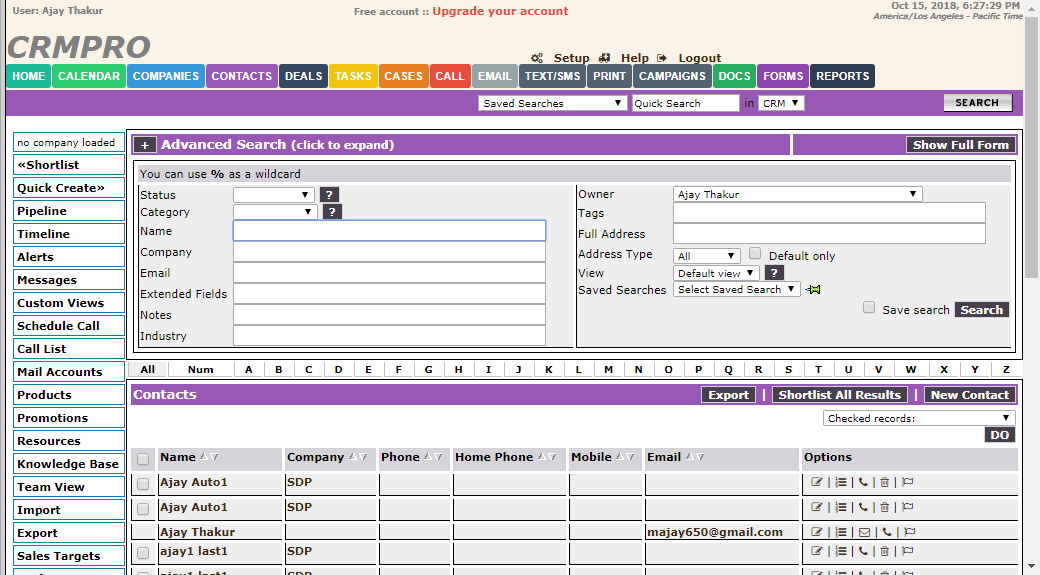 User: Ajay Thakur
Free account :: Upgrade your account
Oct 15, 2018, 6:27:29 PM
America/Los Angeles - Pacific Time
CRMPRO
Setup Help Logout
HOME CALENDAR COMPANIES CONTACTS DEALS TASKS CASES CALL EMAIL TEXT/SMS PRINT CAMPAIGNS DOCS FORMS REPORTS
Saved Searches Quick Search in CRM SEARCH
no company loaded
«Shortlist
Quick Create»
Pipeline
Timeline
Alerts
Messages
Custom Views
Schedule Call
Call List
Mail Accounts
Products
Promotions
Resources
Knowledge Base
Team View
Import
Export
Sales Targets
+ Advanced Search (click to expand) Show Full Form
You can use % as a wildcard
Status ?
Category ?
Name
Company
Email
Extended Fields
Notes
Industry
Owner Ajay Thakur
Tags
Full Address
Address Type All Default only
View Default view ?
Saved Searches Select Saved Search
Save search Search
All Num A B C D E F G H I J K L M N O P Q R S T U V W X Y Z
Contacts Export | Shortlist All Results | New Contact
Checked records:
DO
Name Company Phone Home Phone Mobile Email Options
Ajay Auto1 SDP
Ajay Auto1 SDP
Ajay Thakur majay650@gmail.com
ajay1 last1 SDP
ajay1 last1 SDP